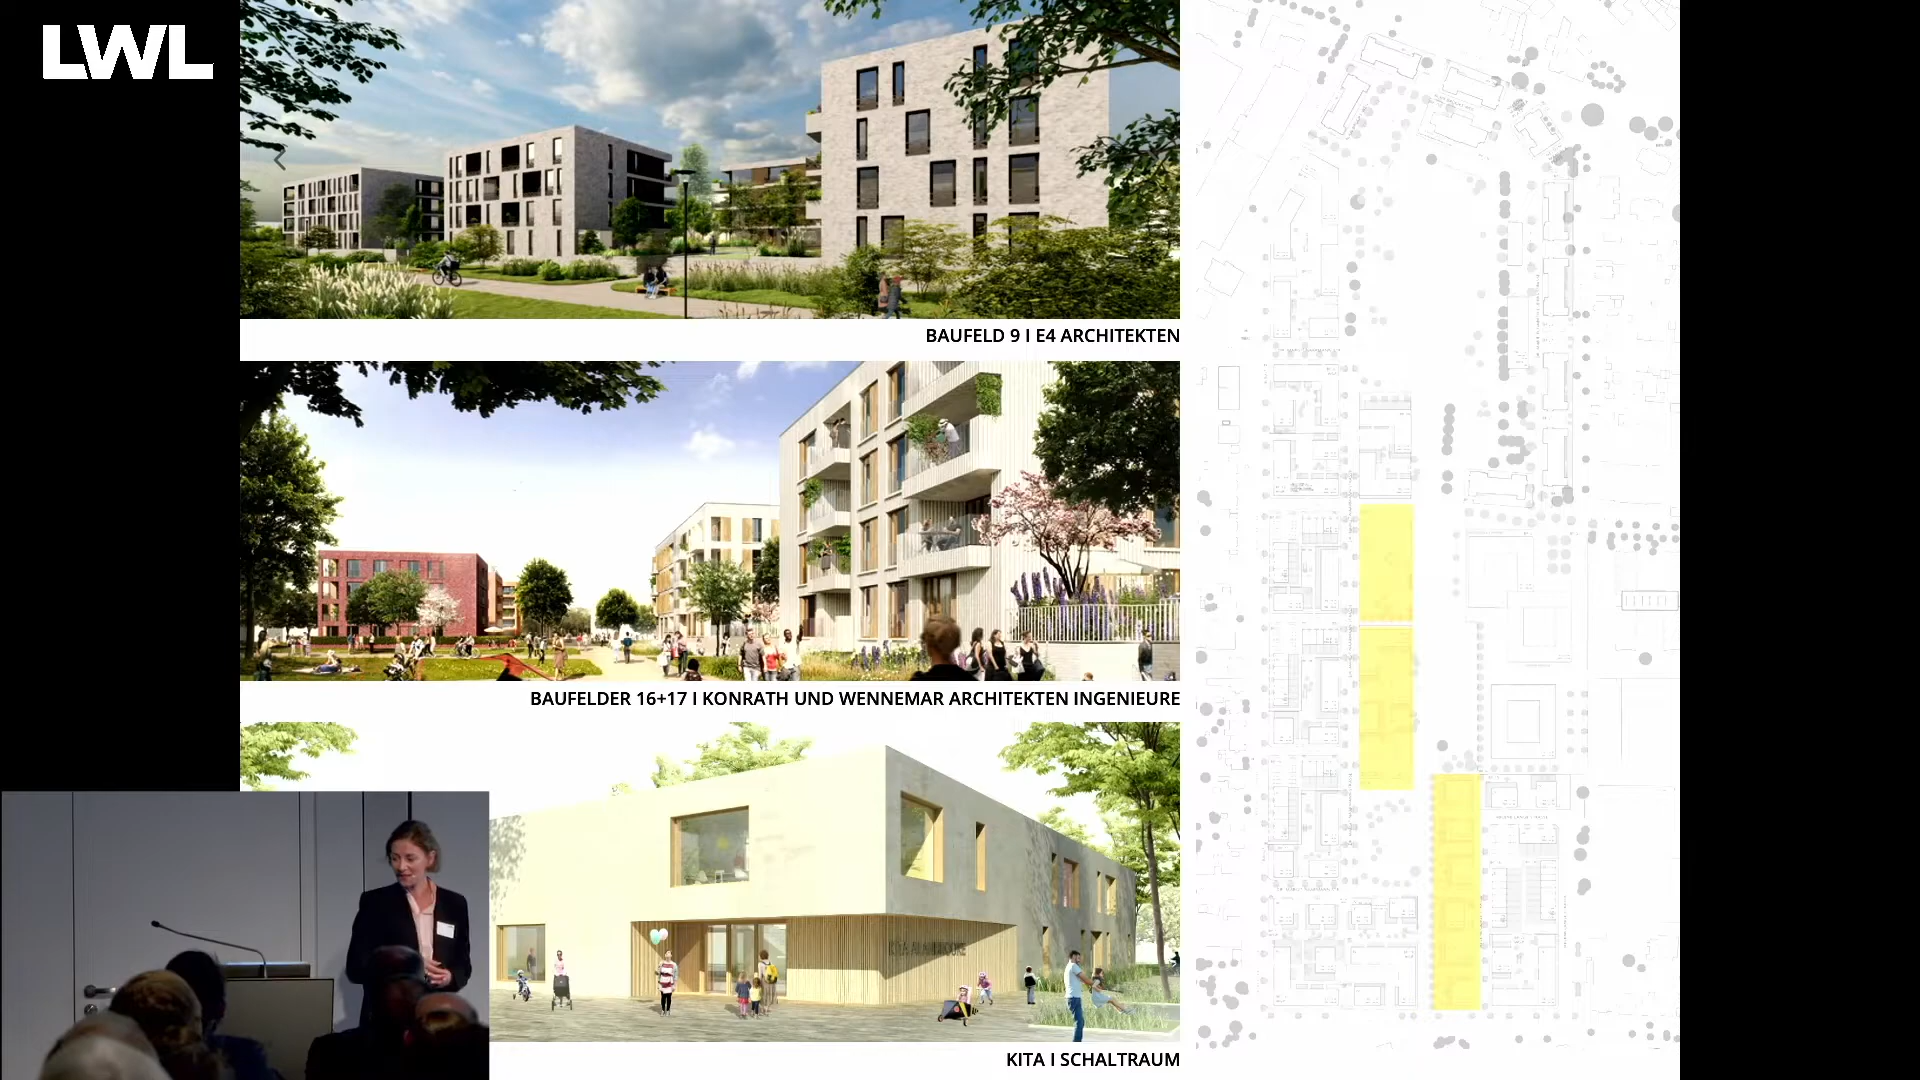 LWL
BAUFELD 9 I E4 ARCHITEKTEN
BAUFELDER 16+17 I KONRATH UND WENNEMAR ARCHITEKTEN INGENIEURE
KITA I SCHALTRAUM